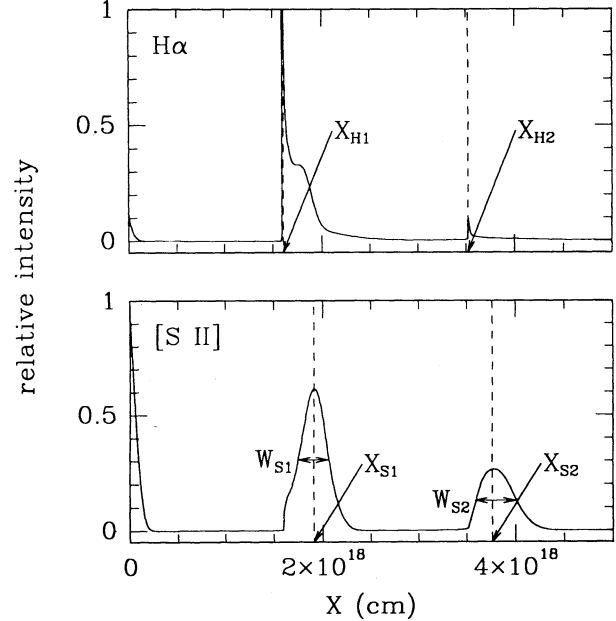 Hα
1
0.5
0
X_H1
X_H2
relative intensity
[S II]
1
0.5
0
W_S1
X_S1
W_S2
X_S2
0
2×10^18
4×10^18
X (cm)